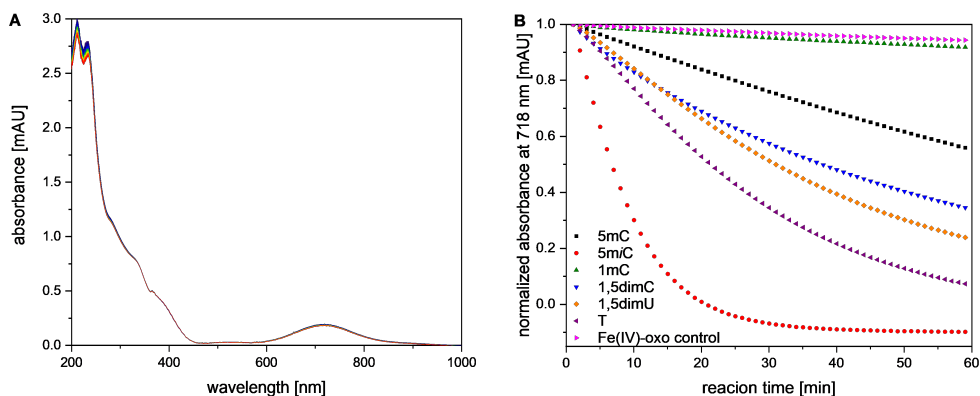 A
absorbance [mAU]
3.0
2.5
2.0
1.5
1.0
0.5
0.0
200 400 600 800 1000
wavelength [nm]
B
normalized absorbance at 718 nm [mAU]
1.0
0.8
0.6
0.4
0.2
0.0
5mC
5miC
1mC
1,5dimC
1,5dimU
T
Fe(IV)-oxo control
0 10 20 30 40 50 60
reacion time [min]